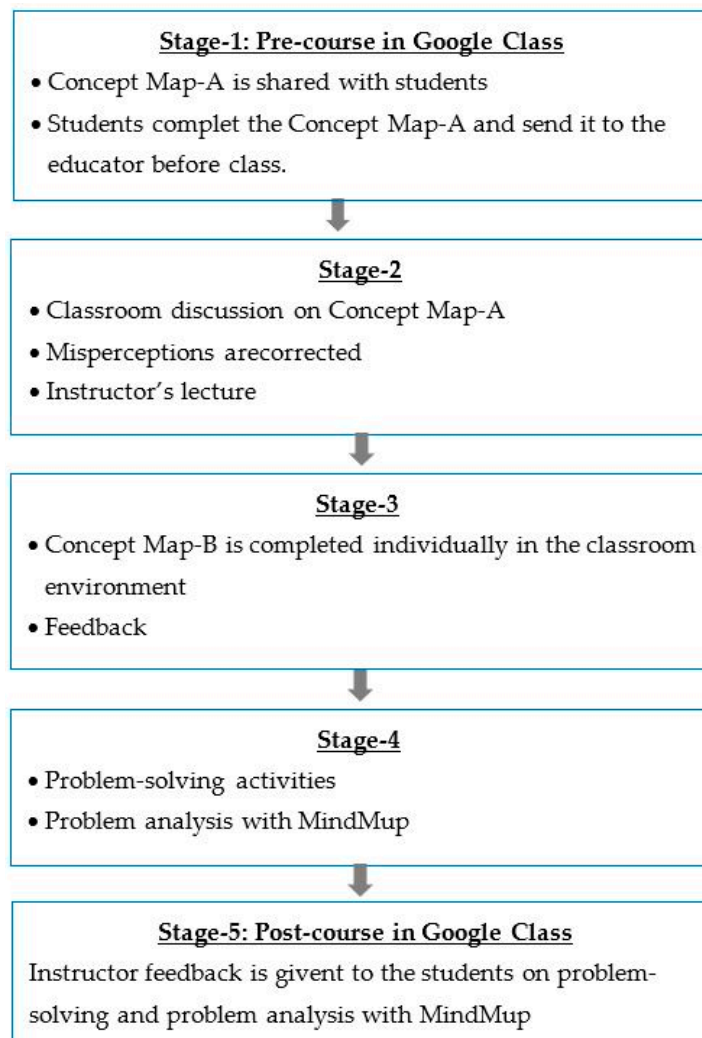 Stage-1: Pre-course in Google Class
• Concept Map-A is shared with students
• Students complet the Concept Map-A and send it to the
educator before class.
Stage-2
• Classroom discussion on Concept Map-A
• Misperceptions arecorrected
• Instructor's lecture
Stage-3
• Concept Map-B is completed individually in the classroom
environment
• Feedback
Stage-4
• Problem-solving activities
• Problem analysis with MindMup
Stage-5: Post-course in Google Class
Instructor feedback is givent to the students on problem-
solving and problem analysis with MindMup